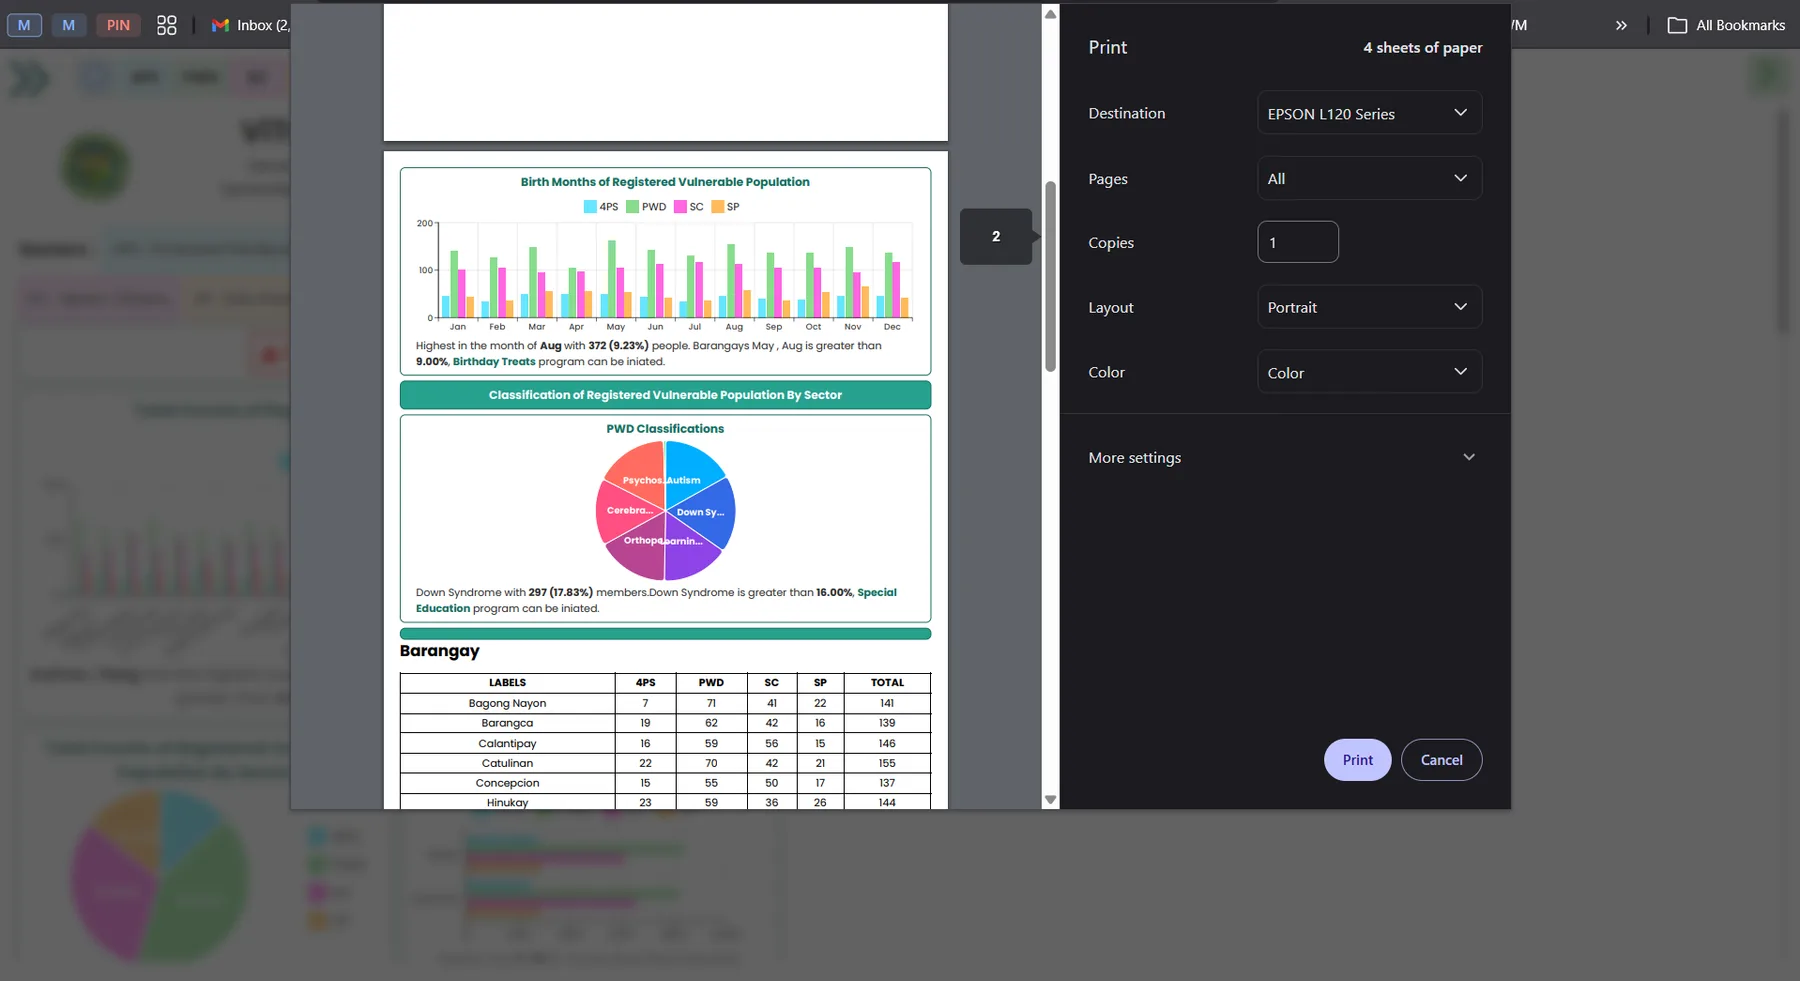 M M PIN Inbox (2, /M » All Bookmarks
Birth Months of Registered Vulnerable Population
4PS PWD SC SP
200
100
0
Jan Feb Mar Apr May Jun Jul Aug Sep Oct Nov Dec
Highest in the month of Aug with 372 (9.23%) people. Barangays May , Aug is greater than
9.00%, Birthday Treats program can be iniated.
Classification of Registered Vulnerable Population By Sector
PWD Classifications
Psychos.. Autism
Cerebra... Down Sy...
Orthope Learnin...
Down Syndrome with 297 (17.83%) members.Down Syndrome is greater than 16.00%, Special
Education program can be iniated.
Barangay
LABELS 4PS PWD SC SP TOTAL
Bagong Nayon 7 71 41 22 141
Barangca 19 62 42 16 139
Calantipay 16 59 56 15 146
Catulinan 22 70 42 21 155
Concepcion 15 55 50 17 137
Hinukay 23 59 36 26 144
2
Print 4 sheets of paper
Destination EPSON L120 Series
Pages All
Copies 1
Layout Portrait
Color Color
More settings
Print Cancel